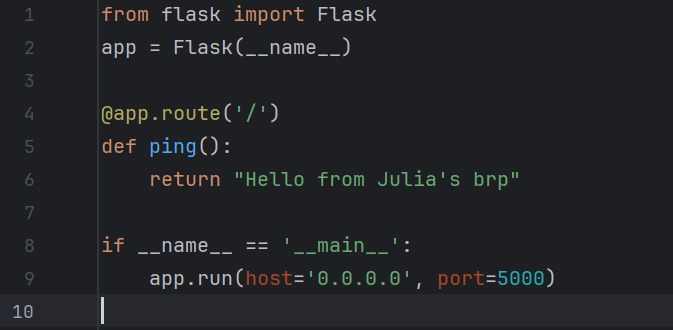 1 from flask import Flask
2 app = Flask(__name__)
3
4 @app.route('/')
5 def ping():
6     return "Hello from Julia's brp"
7
8 if __name__ == '__main__':
9     app.run(host='0.0.0.0', port=5000)
10